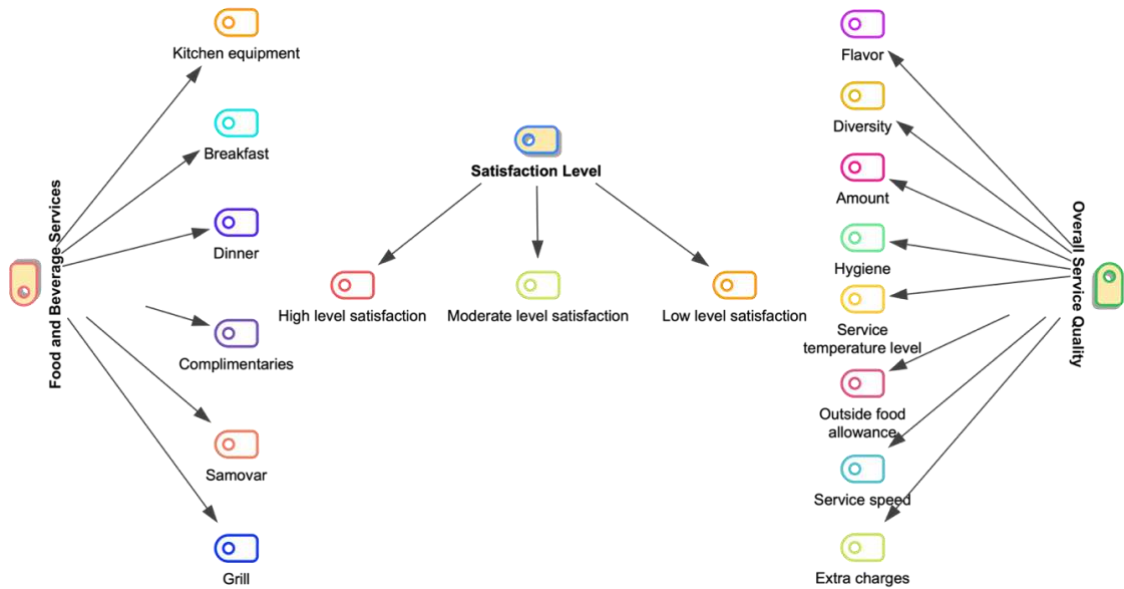 Food and Beverage Services
Kitchen equipment
Breakfast
Dinner
Complimentaries
Samovar
Grill
Satisfaction Level
High level satisfaction
Moderate level satisfaction
Low level satisfaction
Overall Service Quality
Flavor
Diversity
Amount
Hygiene
Service
temperature level
Outside food
allowance
Service speed
Extra charges